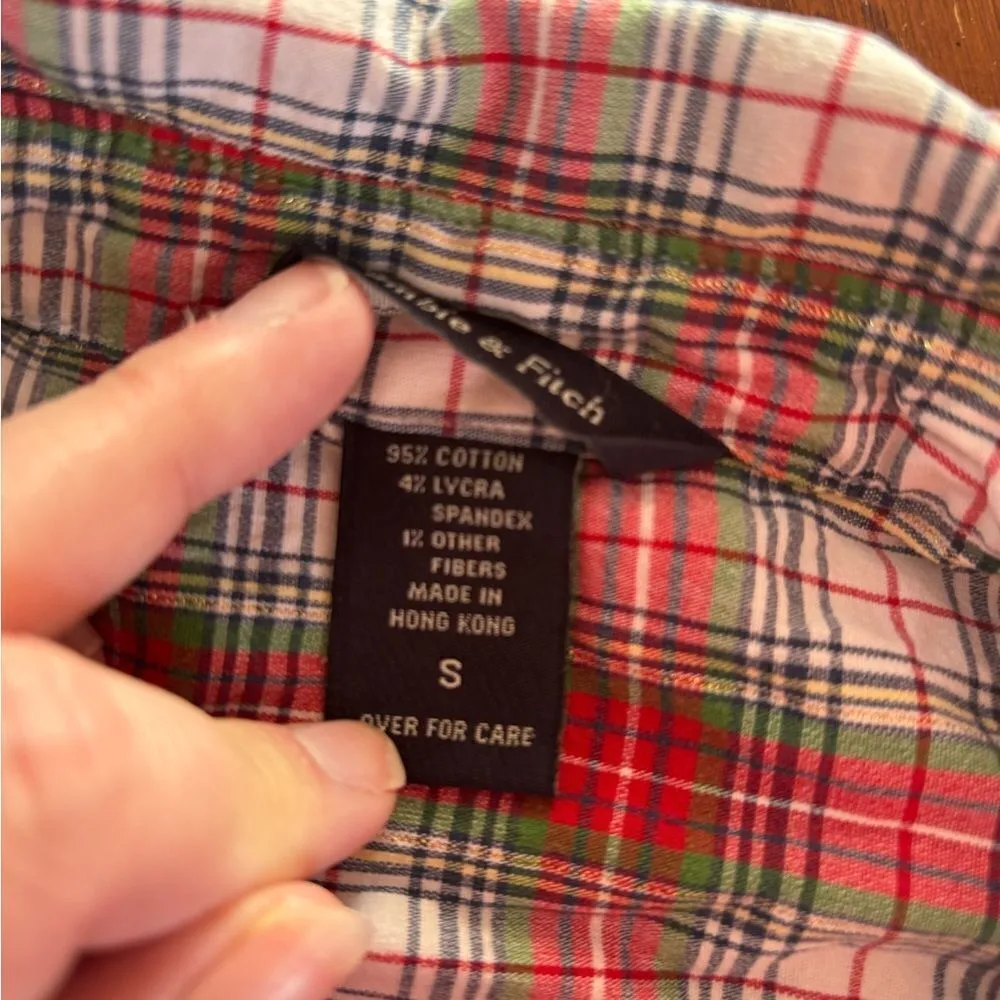 & Fitch
95% COTTON
4% LYCRA
SPANDEX
1% OTHER
FIBERS
MADE IN
HONG KONG
S
OVER FOR CARE